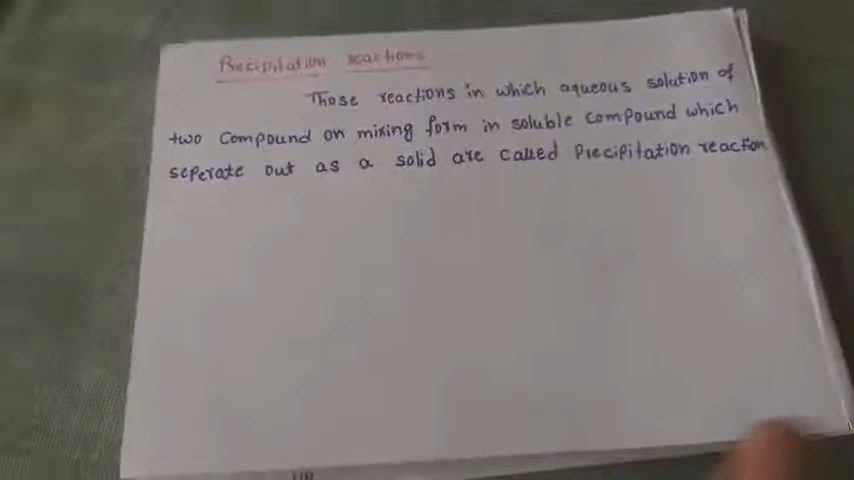 Precipitation reactions
Those reactions in which aqueous solution of
two compound on mixing form in soluble compound which
seperate out as a solid are called Precipitation reaction